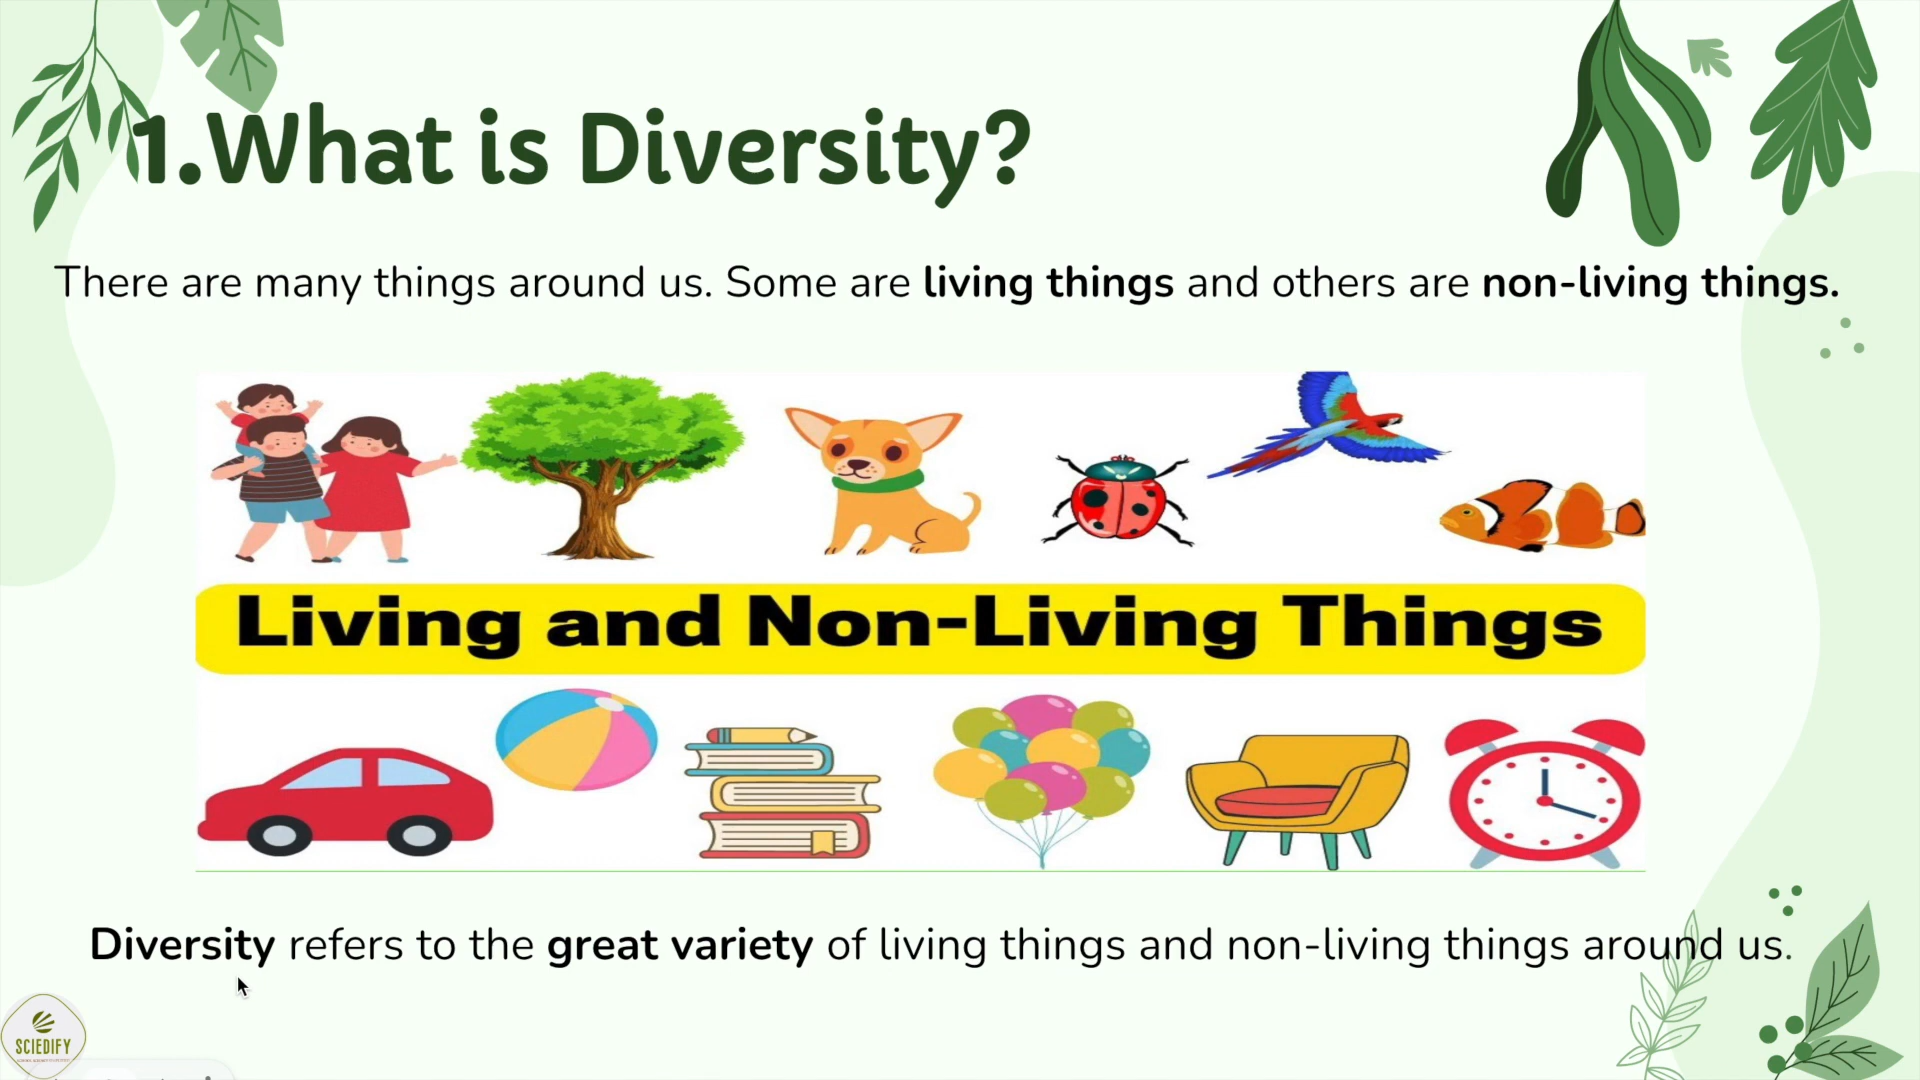 1.What is Diversity?
There are many things around us. Some are living things and others are non-living things.
Living and Non-Living Things
Diversity refers to the great variety of living things and non-living things around us.
SCIEDIFY